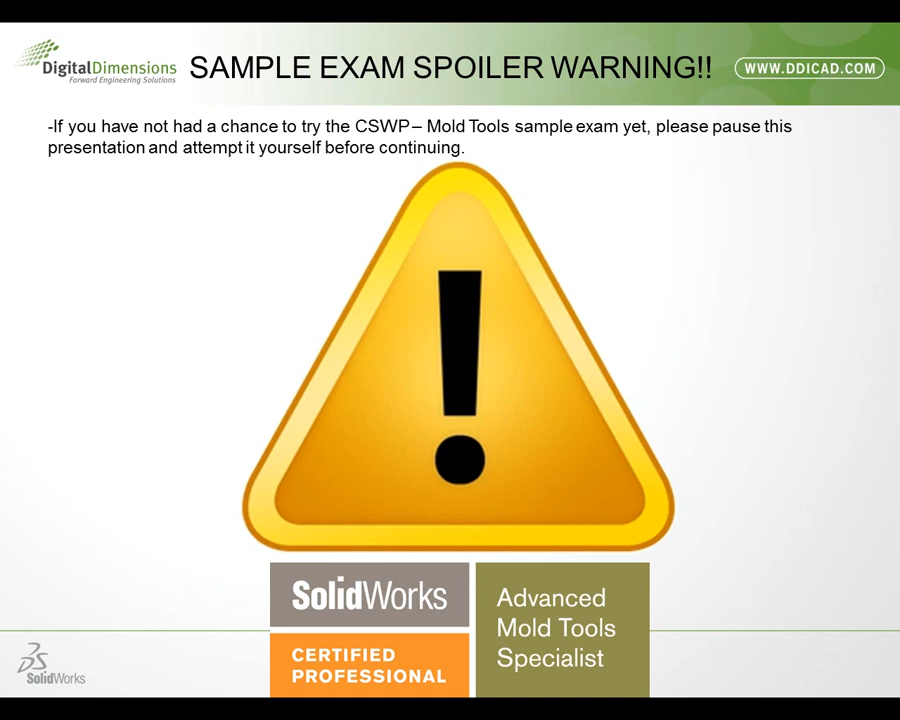 DigitalDimensions
Forward Engineering Solutions
SAMPLE EXAM SPOILER WARNING!!
WWW.DDICAD.COM
-If you have not had a chance to try the CSWP – Mold Tools sample exam yet, please pause this
presentation and attempt it yourself before continuing.
!
SolidWorks
CERTIFIED
PROFESSIONAL
Advanced
Mold Tools
Specialist
SolidWorks